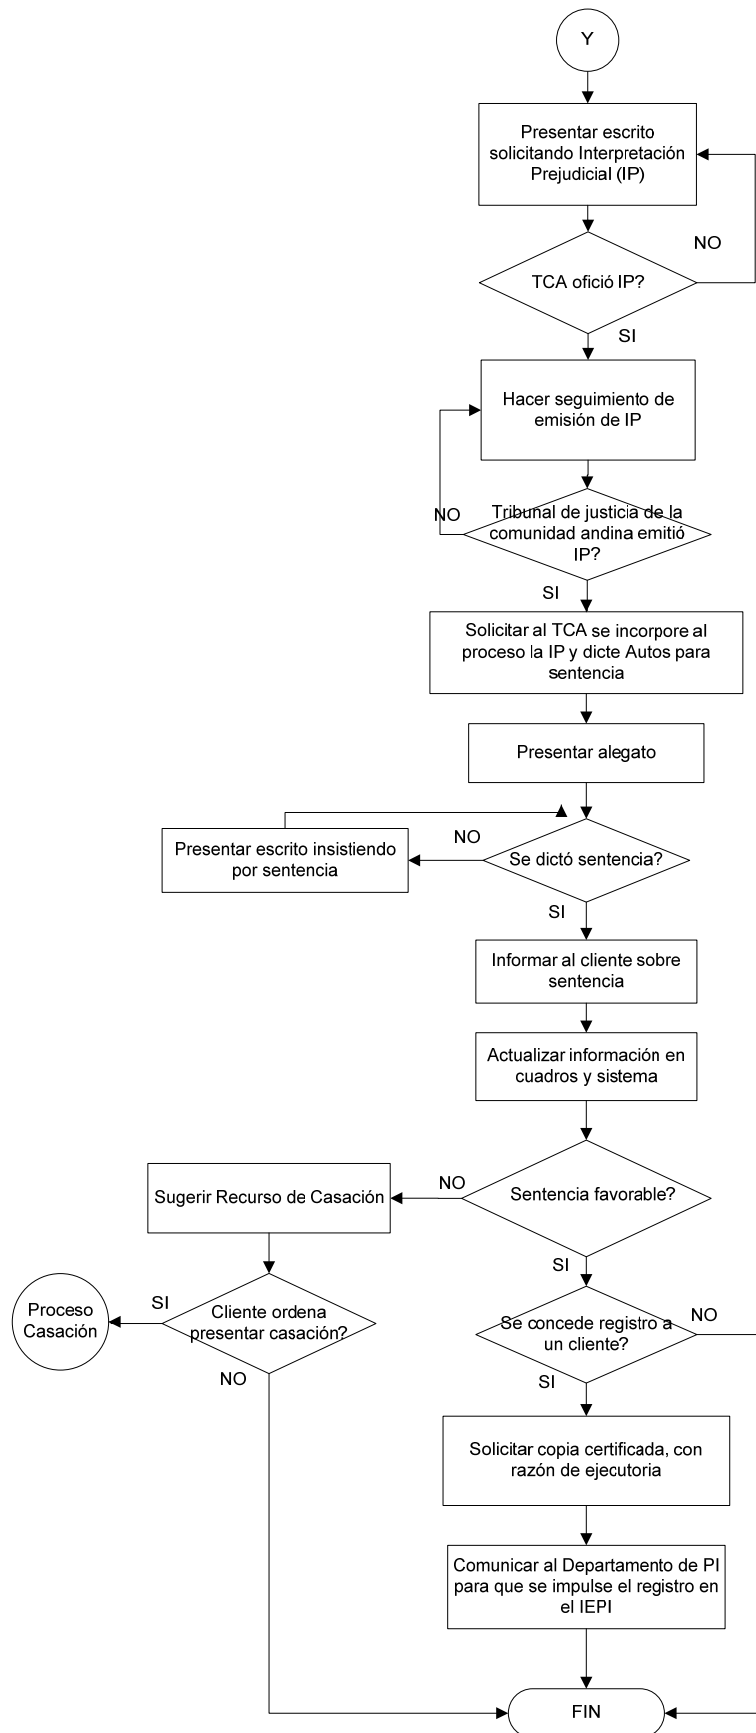 Y
Presentar escrito
solicitando Interpretación
Prejudicial (IP)
NO
TCA ofició IP?
SI
Hacer seguimiento de
emisión de IP
NO
Tribunal de justicia de la
comunidad andina emitió
IP?
SI
Solicitar al TCA se incorpore al
proceso la IP y dicte Autos para
sentencia
Presentar alegato
Presentar escrito insistiendo
por sentencia
NO
Se dictó sentencia?
SI
Informar al cliente sobre
sentencia
Actualizar información en
cuadros y sistema
Sugerir Recurso de Casación
NO
Sentencia favorable?
SI
Proceso
Casación
SI
Cliente ordena
presentar casación?
NO
Se concede registro a
un cliente?
NO
SI
Solicitar copia certificada, con
razón de ejecutoria
Comunicar al Departamento de PI
para que se impulse el registro en
el IEPI
FIN